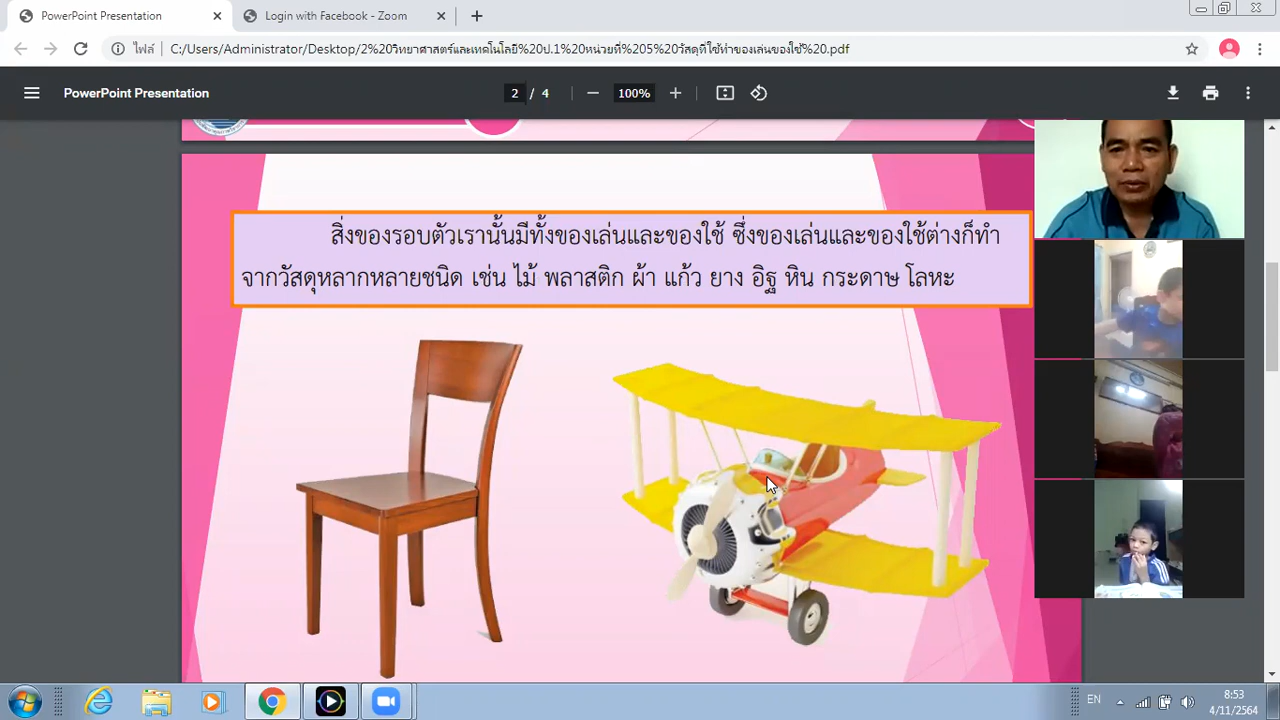 PowerPoint Presentation
Login with Facebook - Zoom
ไฟล์
C:/Users/Administrator/Desktop/2%20วิทยาศาสตร์และเทคโนโลยี%20ป.1%20หน่วยที่%205%20วัสดุที่ใช้ทำของเล่นของใช้%20.pdf
PowerPoint Presentation
2 / 4
100%
สิ่งของรอบตัวเรานั้นมีทั้งของเล่นและของใช้ ซึ่งของเล่นและของใช้ต่างก็ทำ
จากวัสดุหลากหลายชนิด เช่น ไม้ พลาสติก ผ้า แก้ว ยาง อิฐ หิน กระดาษ โลหะ
EN
8:53
4/11/2564